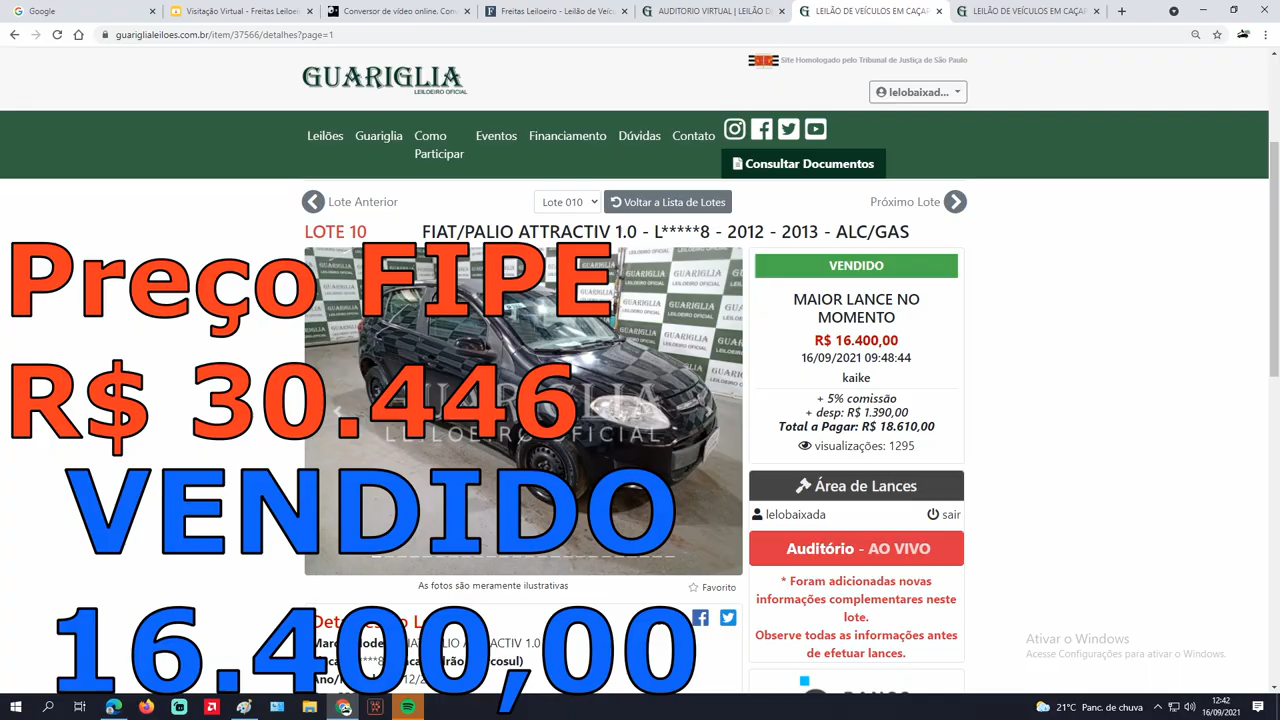 Google
Visitação Virtual - Freitas Leiloei
Conversor de vídeo online. Conv
Freitas Leiloeiro - Leilão de Veíc
AUDITORIO VIRTUAL | LEILÃO D
LEILÃO DE VEÍCULOS EM CAÇAP
LEILÃO DE VEÍCULOS EM CAÇAP
guariglialeiloes.com.br/item/37566/detalhes?page=1
GUARIGLIA
LEILOEIRO OFICIAL
Site Homologado pelo Tribunal de Justiça de São Paulo
lelobaixad...
Leilões
Guariglia
Como Participar
Eventos
Financiamento
Dúvidas
Contato
Consultar Documentos
Lote Anterior
Lote 010
Voltar a Lista de Lotes
Próximo Lote
LOTE 10
FIAT/PALIO ATTRACTIV 1.0 - L*****8 - 2012 - 2013 - ALC/GAS
Preço FIPE
R$ 30.446
VENDIDO
16.400,00
GUARIGLIA
LEILOEIRO OFICIAL
As fotos são meramente ilustrativas
Favorito
VENDIDO
MAIOR LANCE NO
MOMENTO
R$ 16.400,00
16/09/2021 09:48:44
kaike
+ 5% comissão
+ desp: R$ 1.390,00
Total a Pagar: R$ 18.610,00
visualizações: 1295
Área de Lances
lelobaixada
sair
Auditório - AO VIVO
* Foram adicionadas novas
informações complementares neste
lote.
Observe todas as informações antes
de efetuar lances.
Ativar o Windows
Acesse Configurações para ativar o Windows.
21°C Panc. de chuva
12:42
16/09/2021